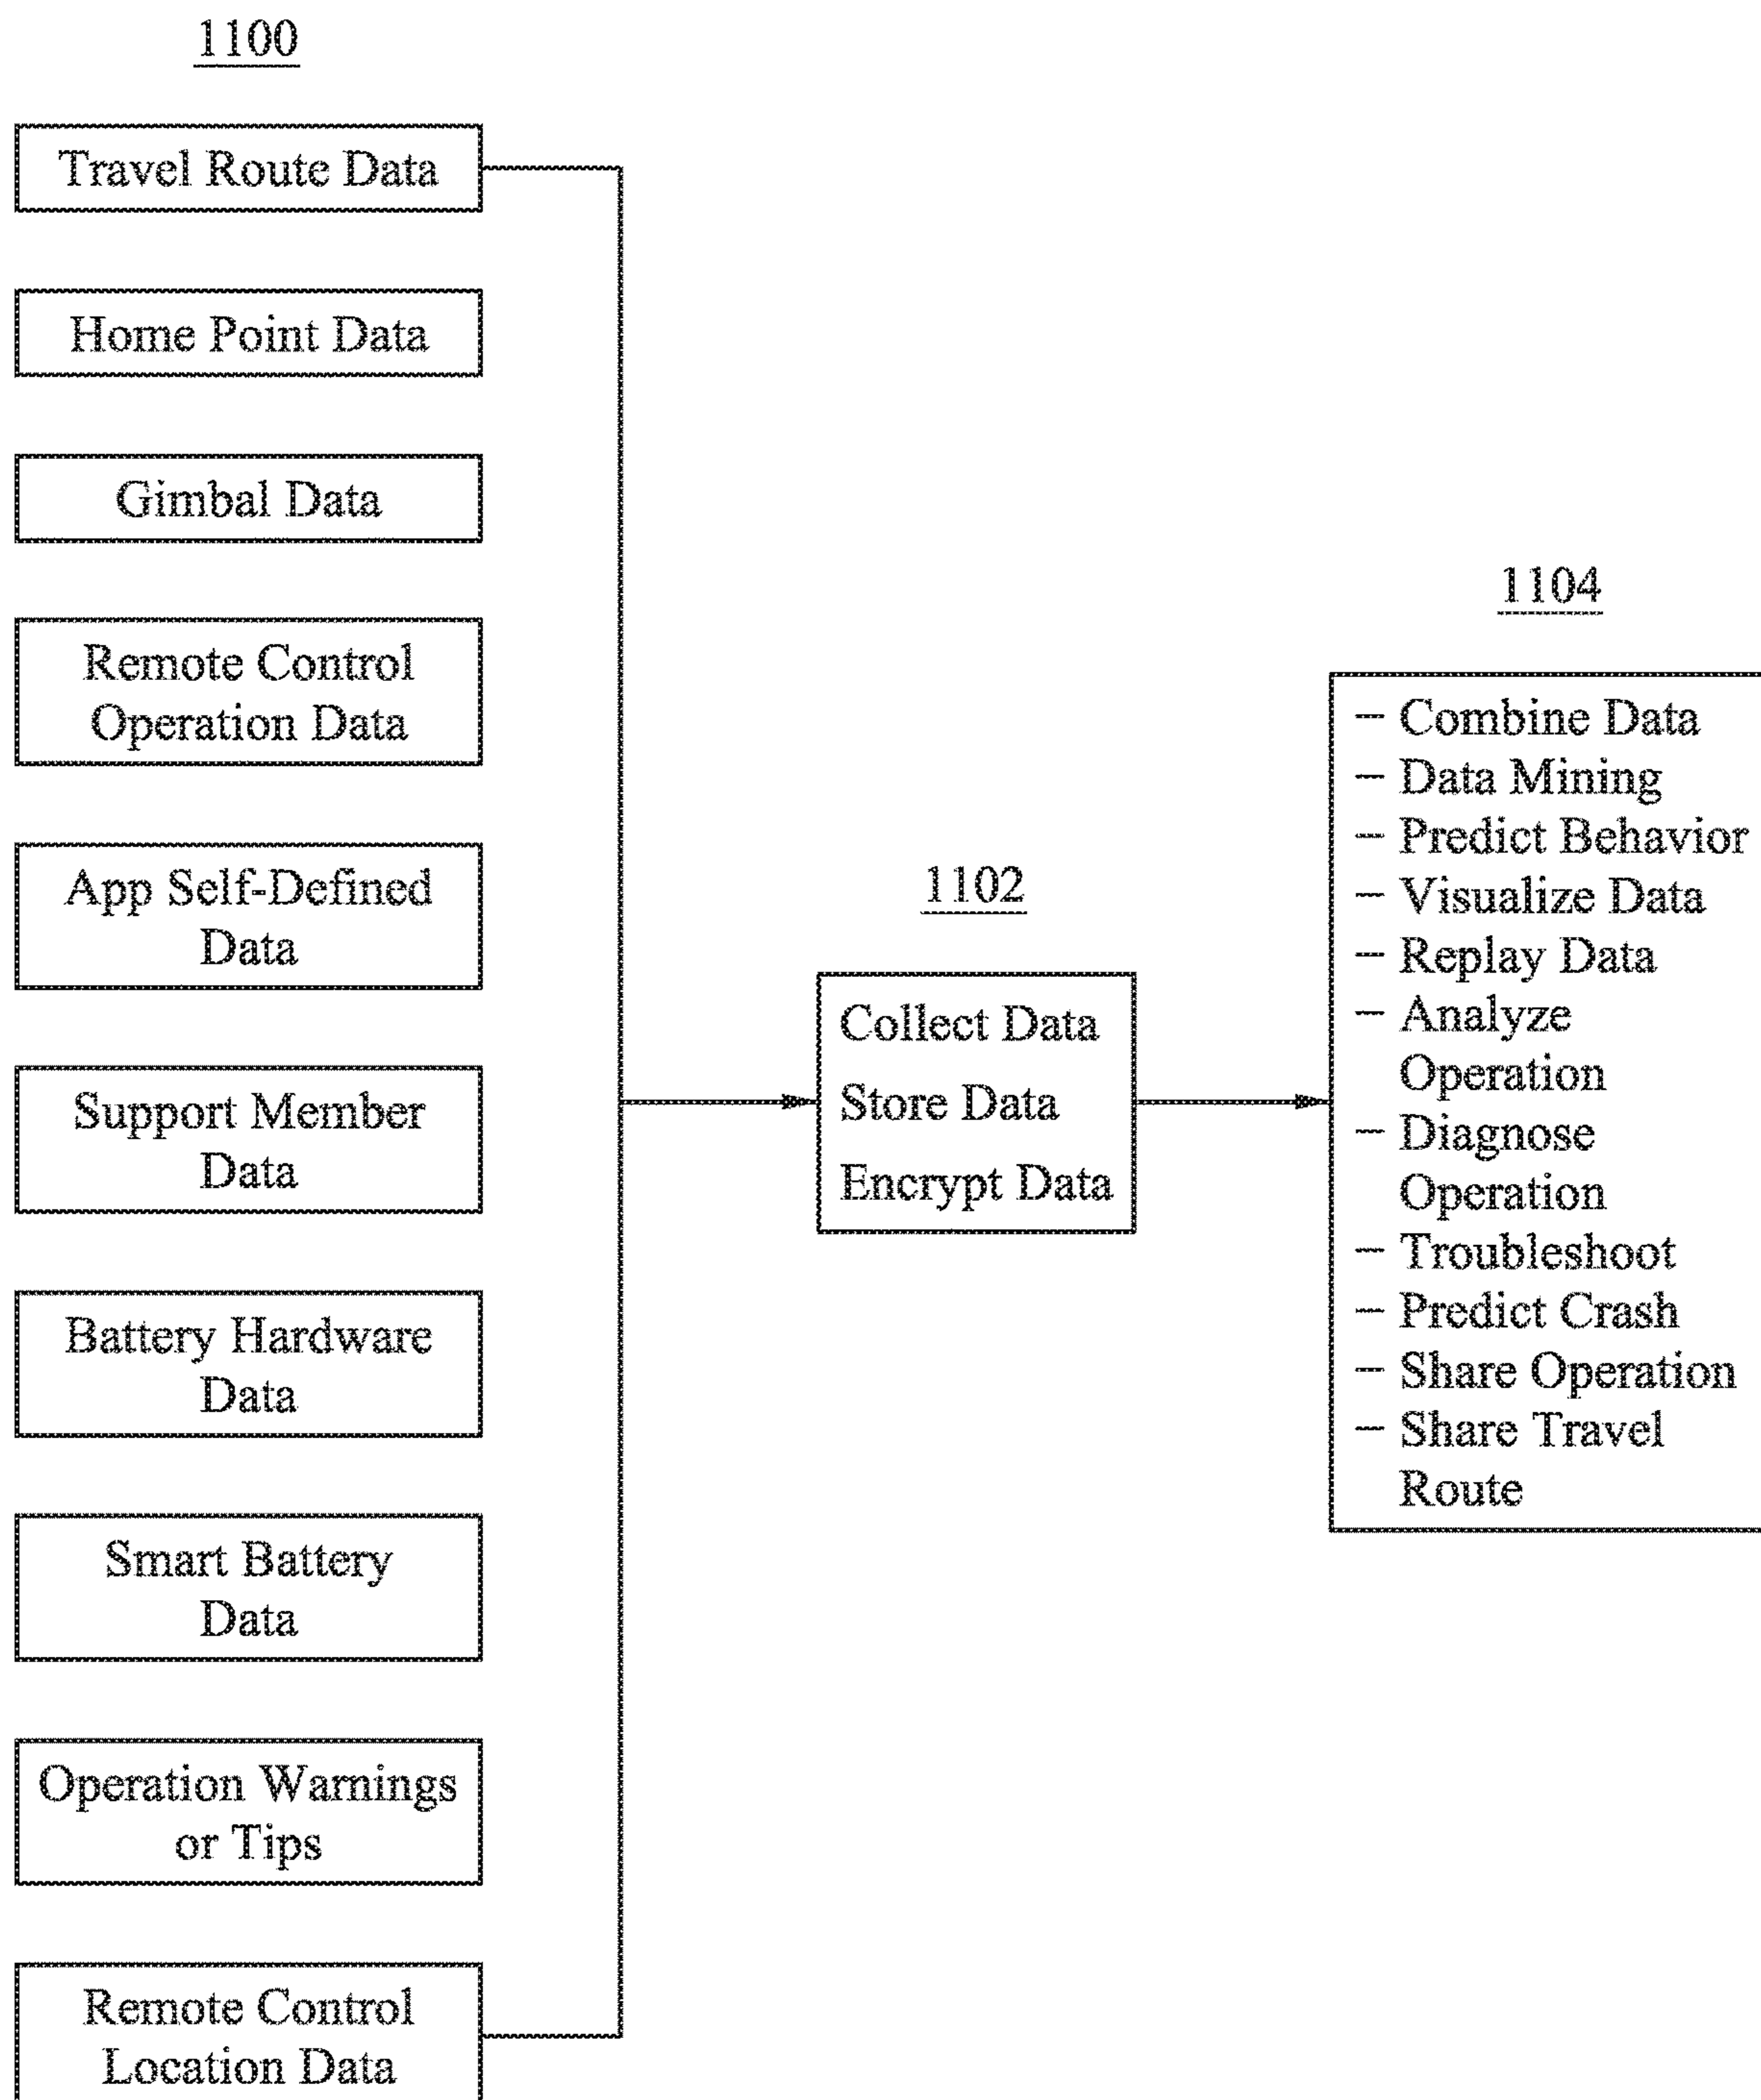 1100
Travel Route Data
Home Point Data
Gimbal Data
Remote Control
Operation Data
App Self-Defined
Data
Support Member
Data
Battery Hardware
Data
Smart Battery
Data
Operation Warnings
or Tips
Remote Control
Location Data
1102
Collect Data
Store Data
Encrypt Data
1104
— Combine Data
— Data Mining
— Predict Behavior
— Visualize Data
— Replay Data
— Analyze
Operation
— Diagnose
Operation
— Troubleshoot
— Predict Crash
— Share Operation
— Share Travel
Route